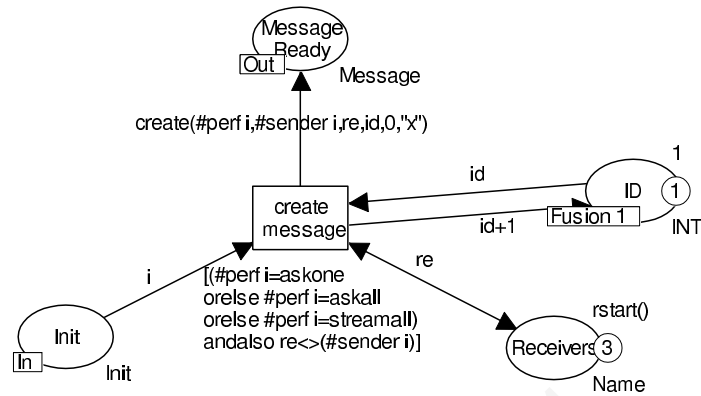 Message
Ready
Out
Message
create(#perf i,#sender i,re,id,0,"x")
1
id
ID
1
Fusion 1
create
message
id+1
INT
re
i
[(#perf i=askone
orelse #perf i=askall
orelse #perf i=streamall)
andalso re<>(#sender i)]
rstart()
Init
In
Init
Receivers
3
Name